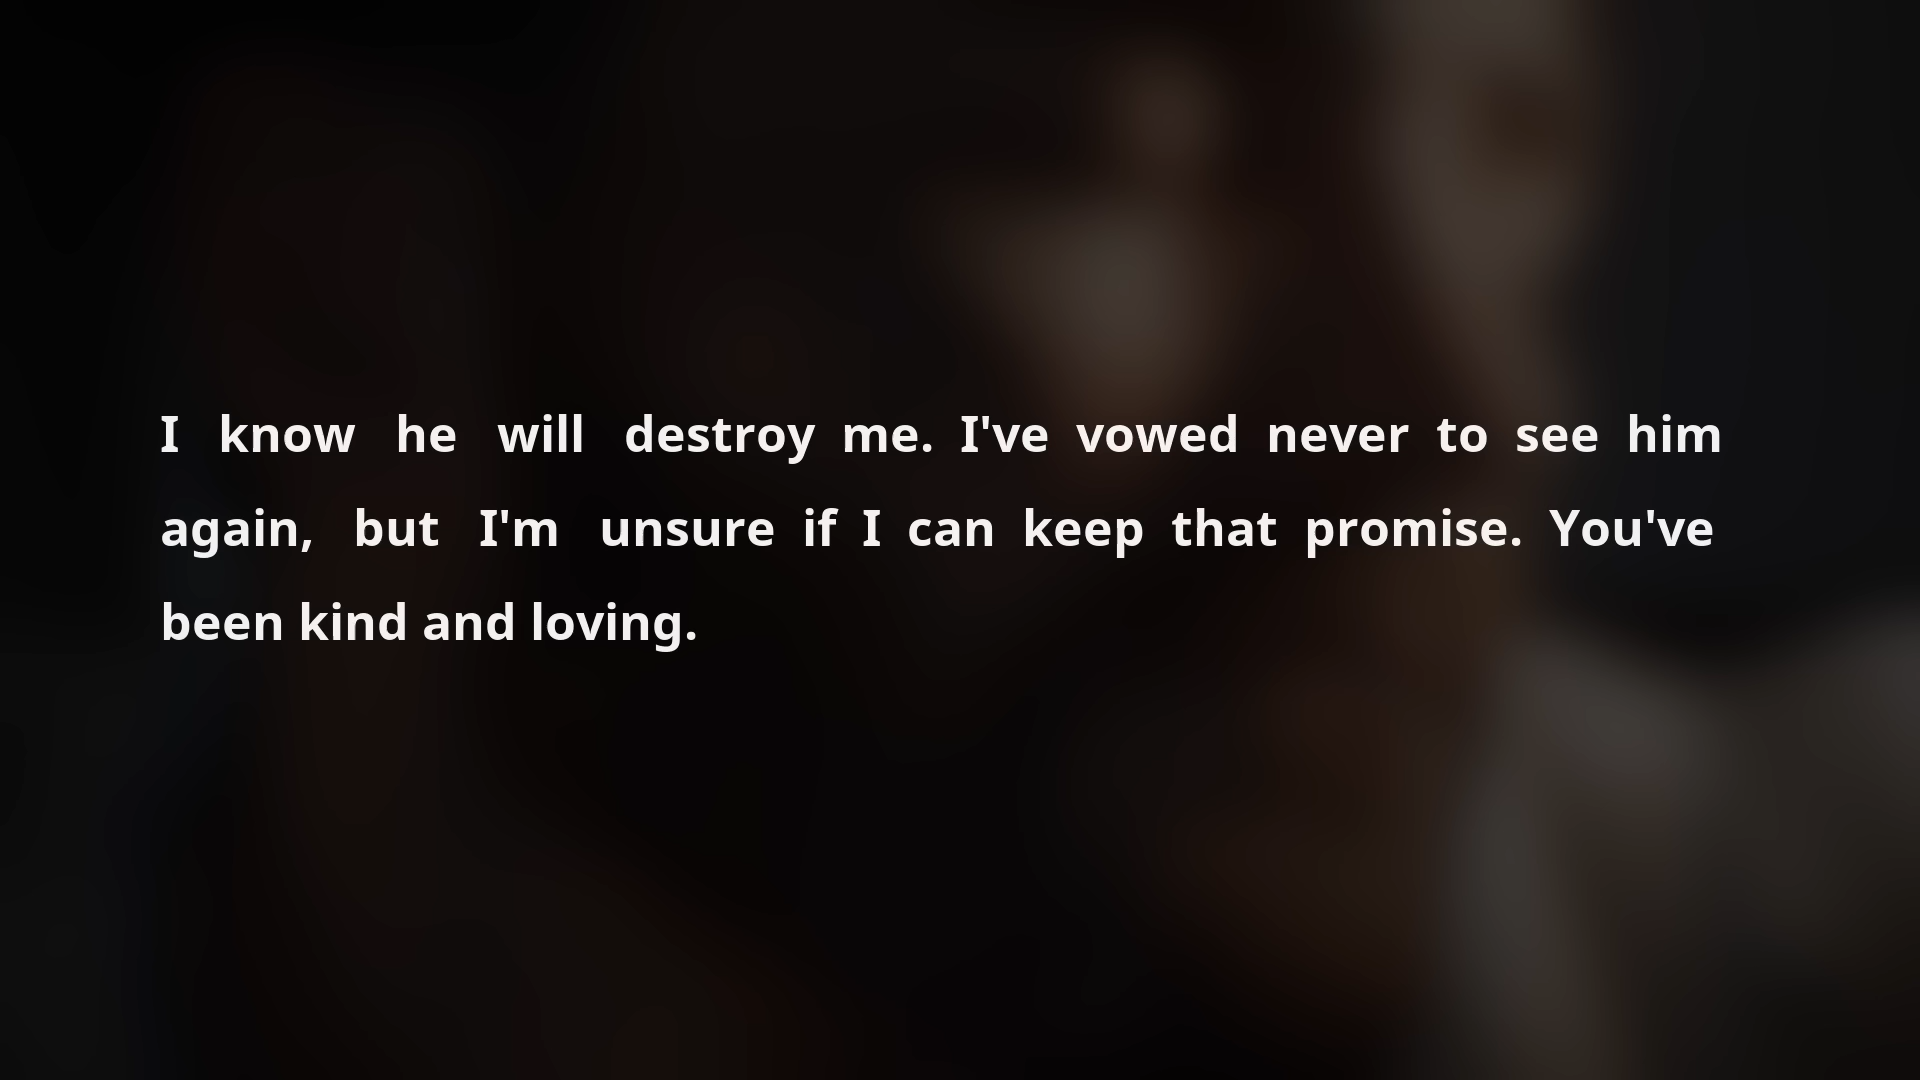 I know he will destroy me. I've vowed never to see him
again, but I'm unsure if I can keep that promise. You've
been kind and loving.